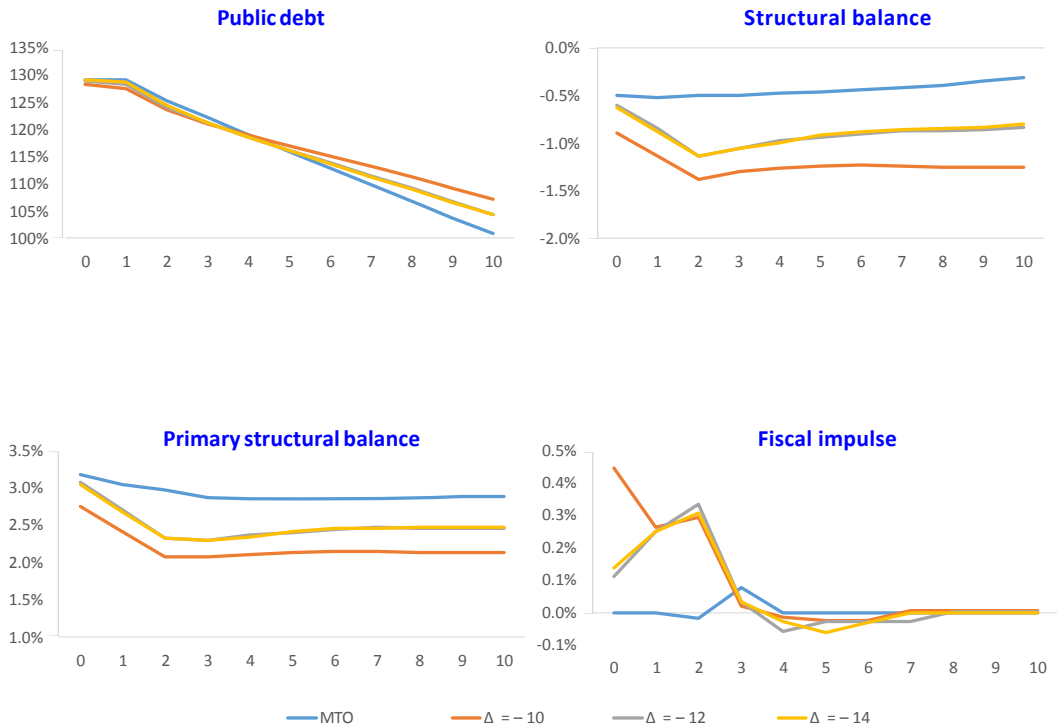 Public debt
135%
130%
125%
120%
115%
110%
105%
100%
0 1 2 3 4 5 6 7 8 9 10
Structural balance
0.0%
-0.5%
-1.0%
-1.5%
-2.0%
0 1 2 3 4 5 6 7 8 9 10
Primary structural balance
3.5%
3.0%
2.5%
2.0%
1.5%
1.0%
0 1 2 3 4 5 6 7 8 9 10
Fiscal impulse
0.5%
0.4%
0.3%
0.2%
0.1%
0.0%
-0.1%
0 1 2 3 4 5 6 7 8 9 10
MTO Δ = – 10 Δ = – 12 Δ = – 14